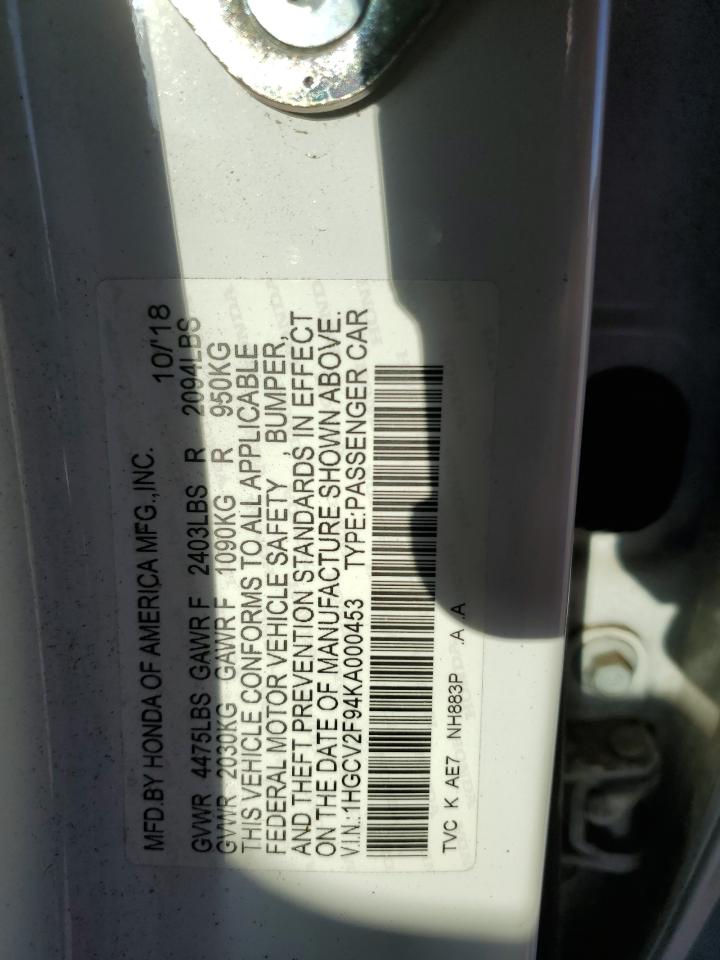 MFD.BY HONDA OF AMERICA MFG.,INC. 10/'18
GVWR 4475LBS GAWR F 2403LBS R 2094LBS
GVWR 2030KG GAWR F 1090KG R 950KG
THIS VEHICLE CONFORMS TO ALL APPLICABLE
FEDERAL MOTOR VEHICLE SAFETY , BUMPER,
AND THEFT PREVENTION STANDARDS IN EFFECT
ON THE DATE OF MANUFACTURE SHOWN ABOVE.
V.I.N.:1HGCV2F94KA000453 TYPE:PASSENGER CAR
TVC K AE7 NH883P .A .A